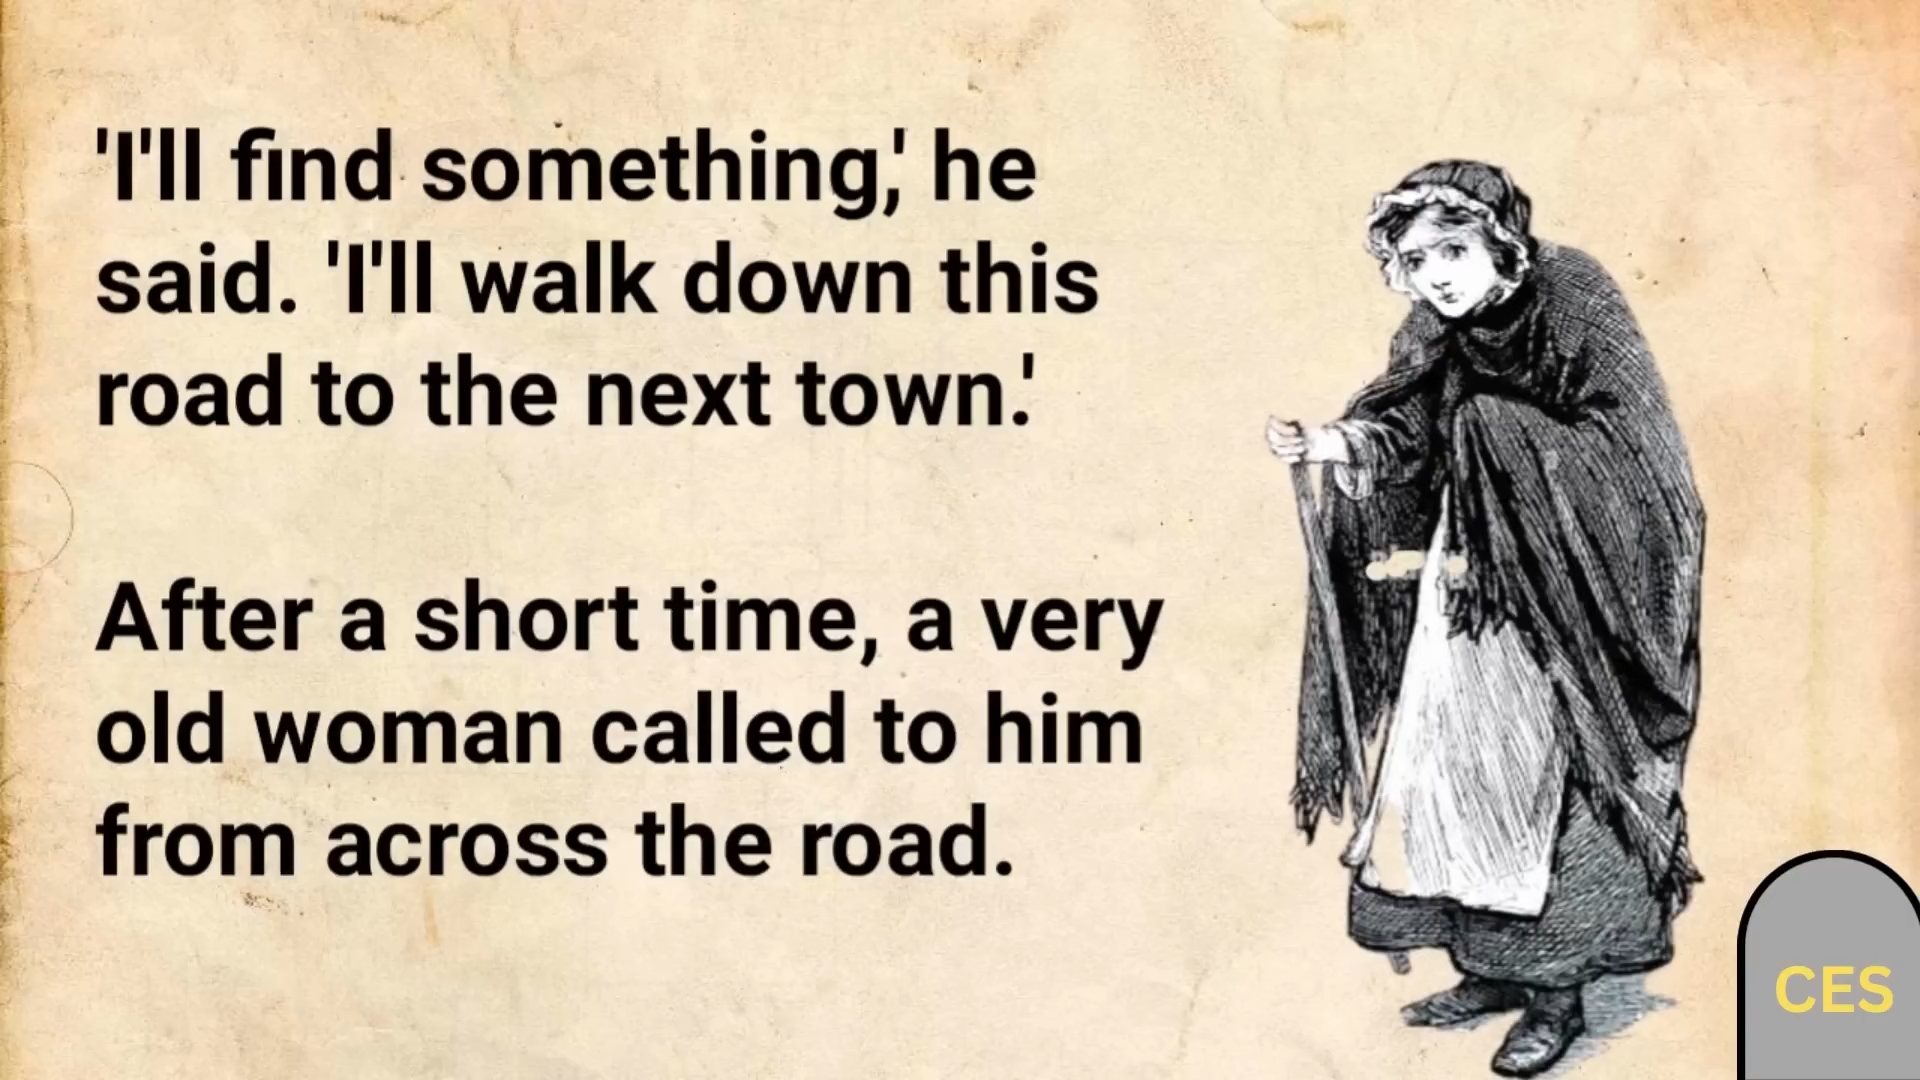 'I'll find something,' he
said. 'I'll walk down this
road to the next town.'
After a short time, a very
old woman called to him
from across the road.
CES